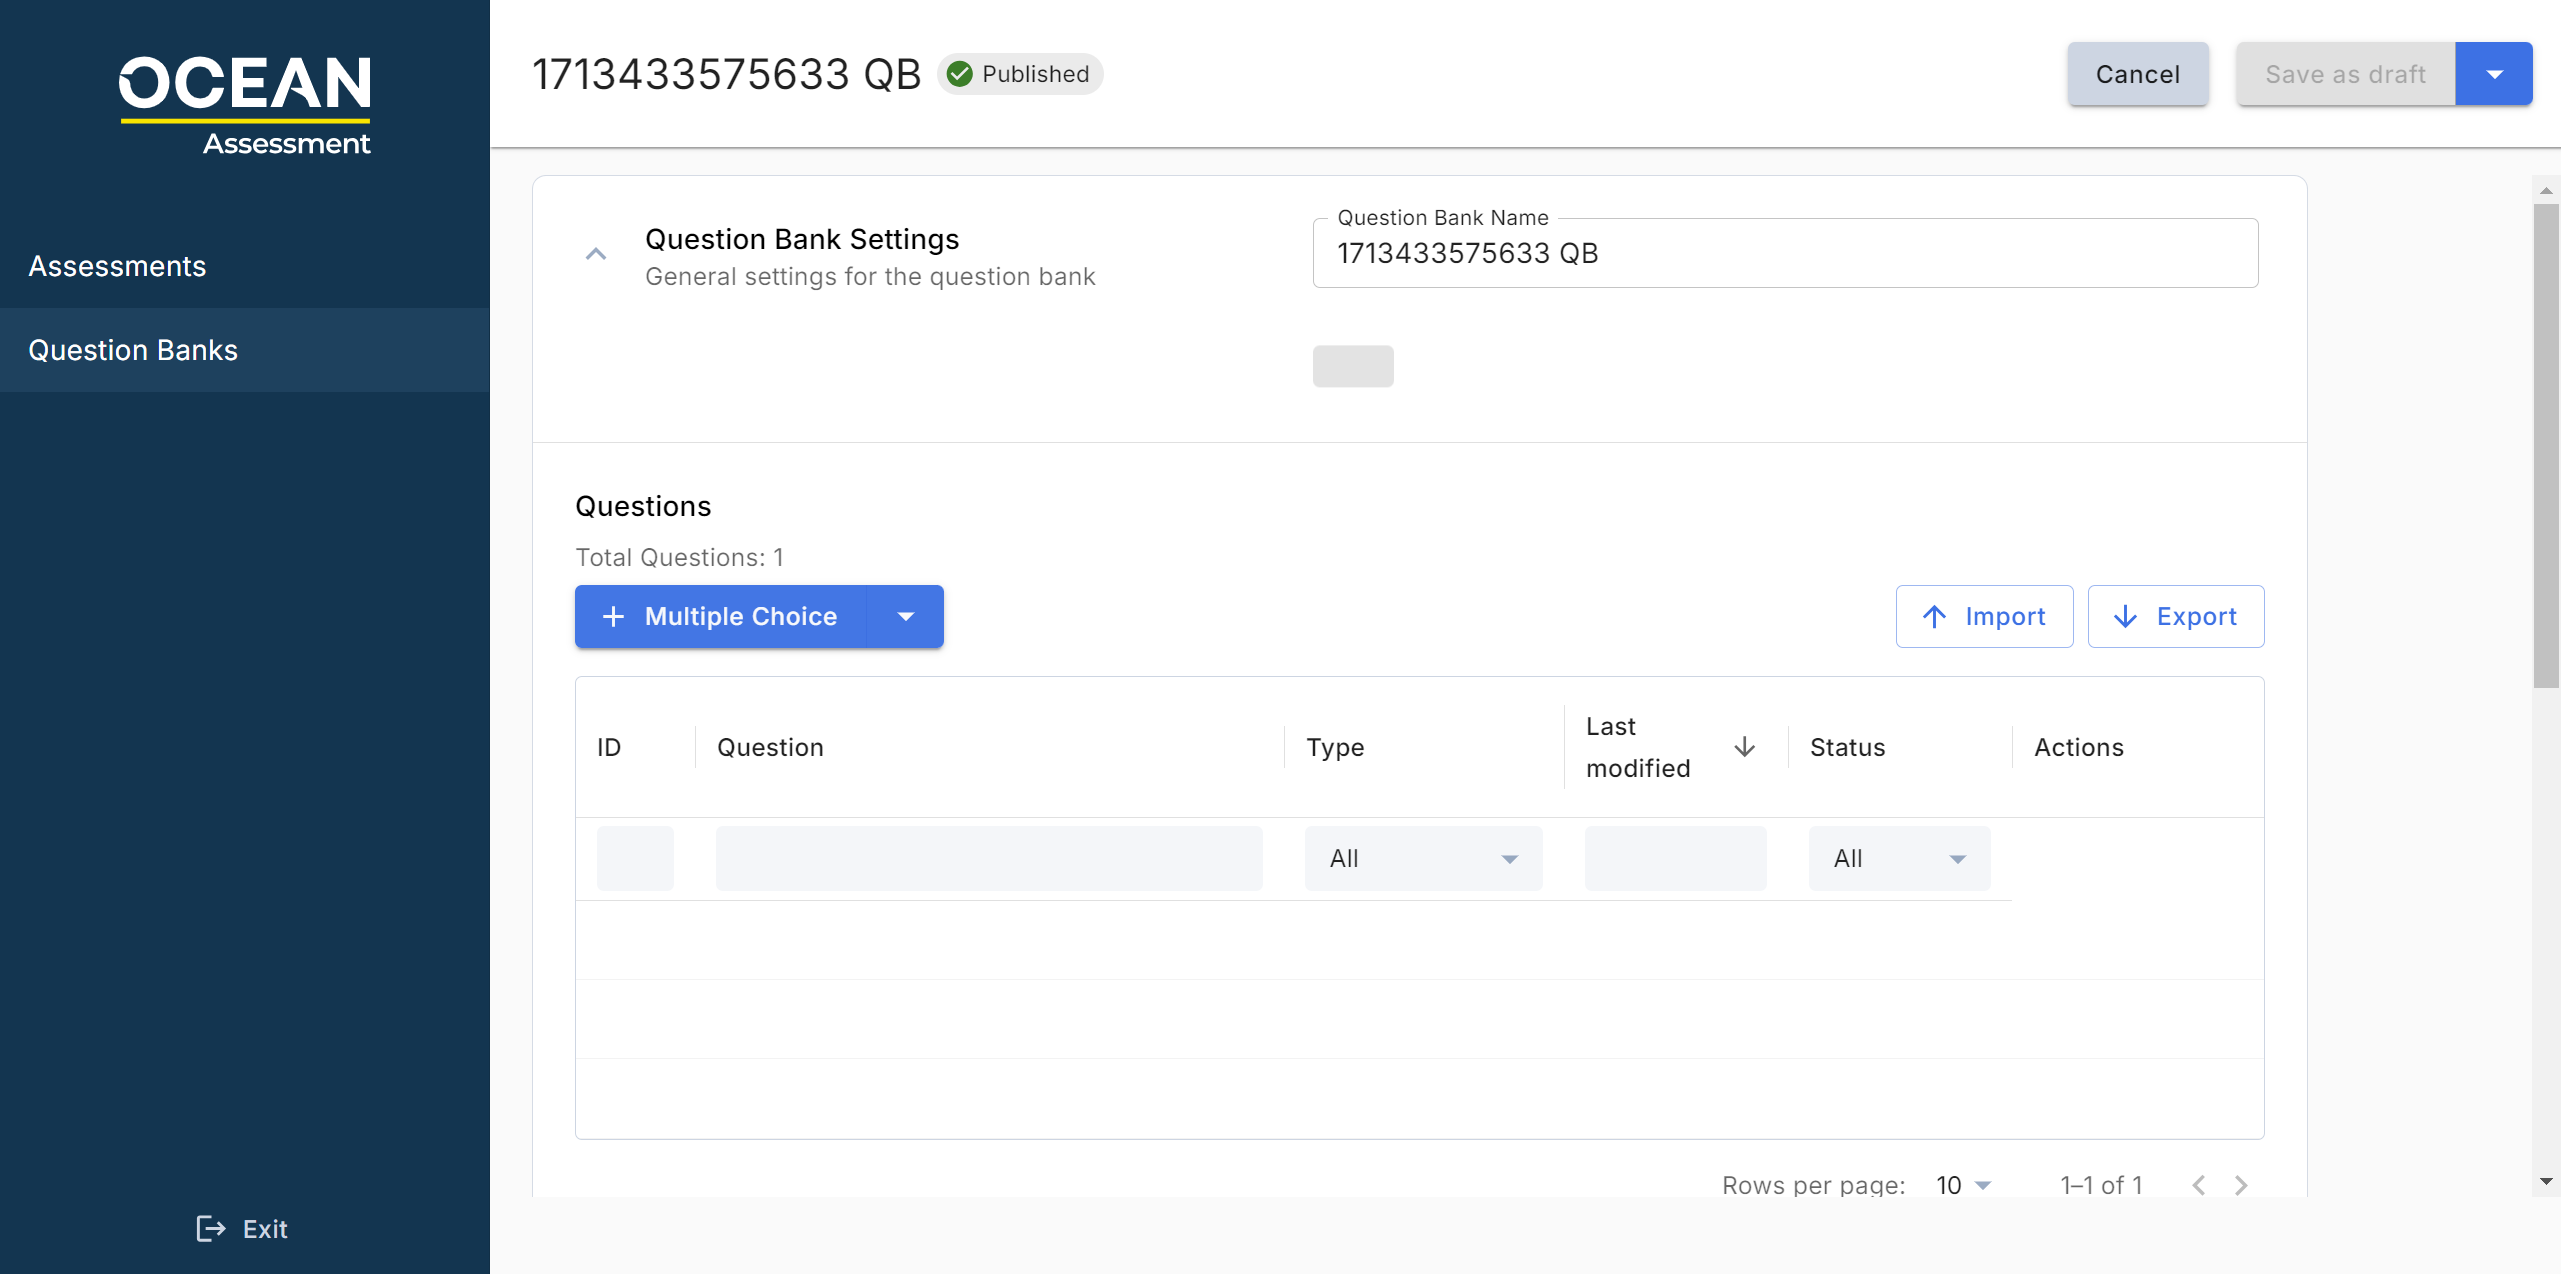 OCEAN
Assessment
Assessments
Question Banks
Exit
1713433575633 QB
Published
Cancel
Save as draft
Question Bank Settings
General settings for the question bank
Question Bank Name
1713433575633 QB
Questions
Total Questions: 1
Multiple Choice
Import
Export
ID
Question
Type
Last
modified
Status
Actions
All
All
Rows per page: 10
1–1 of 1